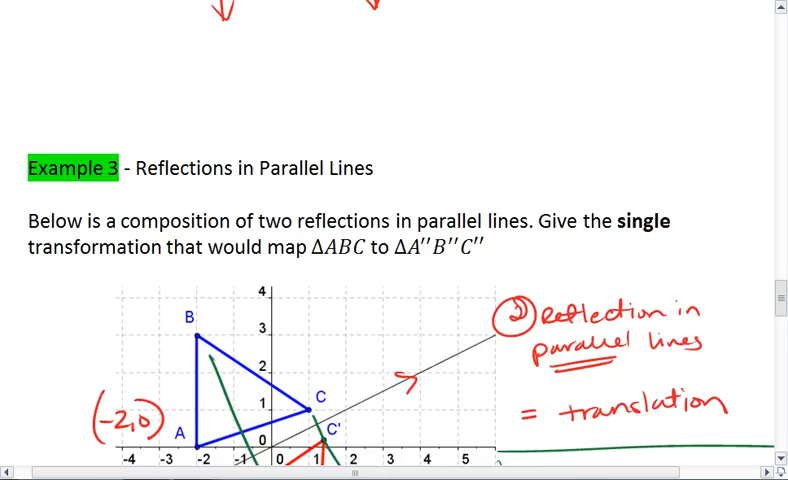 Example 3 - Reflections in Parallel Lines
Below is a composition of two reflections in parallel lines. Give the single
transformation that would map ΔABC to ΔA′′B′′C′′
4
B
3
2
1
0
C
C'
A
(-2,0)
-4 -3 -2 -1 0 1 2 3 4 5
② Reflection in
parallel lines
= translation